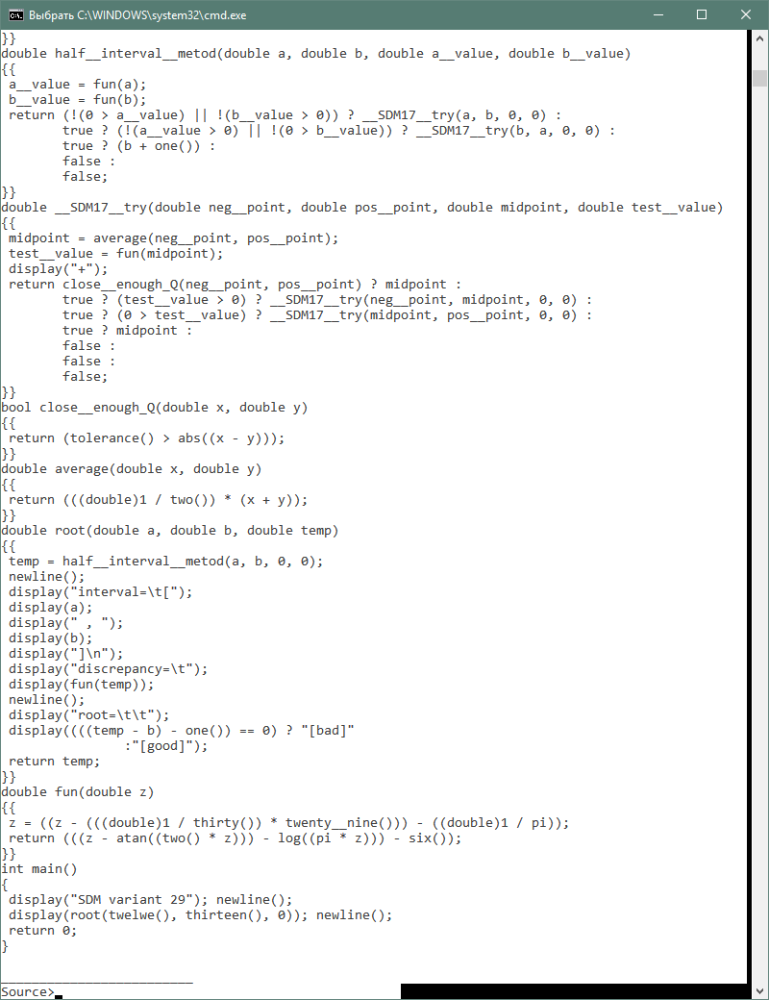 Выбрать C:\WINDOWS\system32\cmd.exe
}}
double half__interval__metod(double a, double b, double a__value, double b__value)
{{
 a__value = fun(a);
 b__value = fun(b);
 return (!(0 > a__value) || !(b__value > 0)) ? __SDM17__try(a, b, 0, 0) :
        true ? (!(a__value > 0) || !(0 > b__value)) ? __SDM17__try(b, a, 0, 0) :
        true ? (b + one()) :
        false :
        false;
}}
double __SDM17__try(double neg__point, double pos__point, double midpoint, double test__value)
{{
 midpoint = average(neg__point, pos__point);
 test__value = fun(midpoint);
 display("+");
 return close__enough_Q(neg__point, pos__point) ? midpoint :
        true ? (test__value > 0) ? __SDM17__try(neg__point, midpoint, 0, 0) :
        true ? (0 > test__value) ? __SDM17__try(midpoint, pos__point, 0, 0) :
        true ? midpoint :
        false :
        false :
        false;
}}
bool close__enough_Q(double x, double y)
{{
 return (tolerance() > abs((x - y)));
}}
double average(double x, double y)
{{
 return (((double)1 / two()) * (x + y));
}}
double root(double a, double b, double temp)
{{
 temp = half__interval__metod(a, b, 0, 0);
 newline();
 display("interval=\t[");
 display(a);
 display(" , ");
 display(b);
 display("]\n");
 display("discrepancy=\t");
 display(fun(temp));
 newline();
 display("root=\t\t");
 display((((temp - b) - one()) == 0) ? "[bad]"
                :"[good]");
 return temp;
}}
double fun(double z)
{{
 z = ((z - (((double)1 / thirty()) * twenty__nine())) - ((double)1 / pi));
 return (((z - atan((two() * z))) - log((pi * z))) - six());
}}
int main()
{
 display("SDM variant 29"); newline();
 display(root(twelwe(), thirteen(), 0)); newline();
 return 0;
}
_________________________
Source>